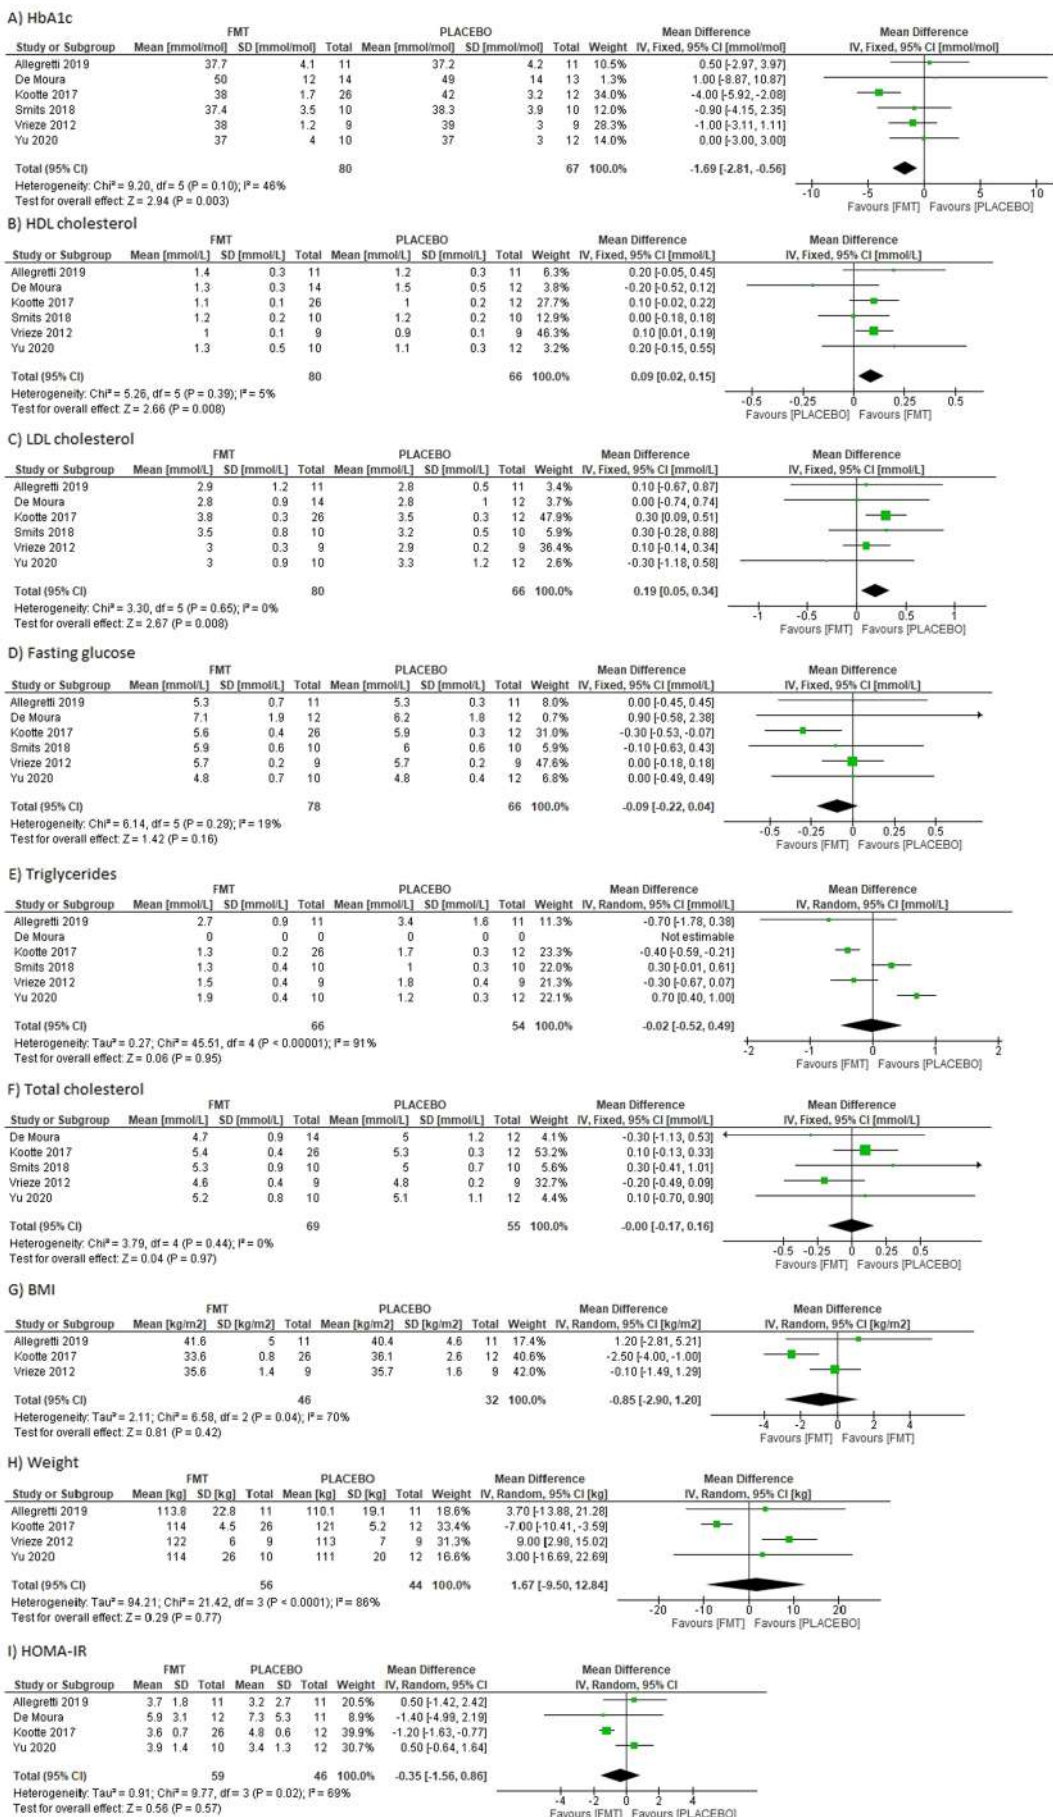 A) HbA1c
FMT PLACEBO Mean Difference Mean Difference
Study or Subgroup Mean [mmol/mol] SD [mmol/mol] Total Mean [mmol/mol] SD [mmol/mol] Total Weight IV, Fixed, 95% CI [mmol/mol] IV, Fixed, 95% CI [mmol/mol]
Allegretti 2019 37.7 4.1 11 37.2 4.2 11 10.5% 0.50 [-2.97, 3.97]
De Moura 50 12 14 49 14 13 1.3% 1.00 [-8.87, 10.87]
Kootte 2017 38 1.7 26 42 3.2 12 34.0% -4.00 [-5.92, -2.08]
Smits 2018 37.4 3.5 10 38.3 3.9 10 12.0% -0.90 [-4.15, 2.35]
Vrieze 2012 38 1.2 9 39 3 9 28.3% -1.00 [-3.11, 1.11]
Yu 2020 37 4 10 37 3 12 14.0% 0.00 [-3.00, 3.00]
Total (95% CI) 80 67 100.0% -1.69 [-2.81, -0.56]
Heterogeneity: Chi² = 9.20, df = 5 (P = 0.10); I² = 46%
Test for overall effect: Z = 2.94 (P = 0.003)
-10 -5 0 5 10
Favours [FMT] Favours [PLACEBO]
B) HDL cholesterol
FMT PLACEBO Mean Difference Mean Difference
Study or Subgroup Mean [mmol/L] SD [mmol/L] Total Mean [mmol/L] SD [mmol/L] Total Weight IV, Fixed, 95% CI [mmol/L] IV, Fixed, 95% CI [mmol/L]
Allegretti 2019 1.4 0.3 11 1.2 0.3 11 6.3% 0.20 [-0.05, 0.45]
De Moura 1.3 0.3 14 1.5 0.5 12 3.8% -0.20 [-0.52, 0.12]
Kootte 2017 1.1 0.1 26 1 0.2 12 27.7% 0.10 [-0.02, 0.22]
Smits 2018 1.2 0.2 10 1.2 0.2 10 12.9% 0.00 [-0.18, 0.18]
Vrieze 2012 1 0.1 9 0.9 0.1 9 46.3% 0.10 [0.01, 0.19]
Yu 2020 1.3 0.5 10 1.1 0.3 12 3.2% 0.20 [-0.15, 0.55]
Total (95% CI) 80 66 100.0% 0.09 [0.02, 0.15]
Heterogeneity: Chi² = 5.26, df = 5 (P = 0.39); I² = 5%
Test for overall effect: Z = 2.66 (P = 0.008)
-0.5 -0.25 0 0.25 0.5
Favours [PLACEBO] Favours [FMT]
C) LDL cholesterol
FMT PLACEBO Mean Difference Mean Difference
Study or Subgroup Mean [mmol/L] SD [mmol/L] Total Mean [mmol/L] SD [mmol/L] Total Weight IV, Fixed, 95% CI [mmol/L] IV, Fixed, 95% CI [mmol/L]
Allegretti 2019 2.9 1.2 11 2.8 0.5 11 3.4% 0.10 [-0.67, 0.87]
De Moura 2.8 0.9 14 2.8 1 12 3.7% 0.00 [-0.74, 0.74]
Kootte 2017 3.8 0.3 26 3.5 0.3 12 47.9% 0.30 [0.09, 0.51]
Smits 2018 3.5 0.8 10 3.2 0.5 10 5.9% 0.30 [-0.28, 0.88]
Vrieze 2012 3 0.3 9 2.9 0.2 9 36.4% 0.10 [-0.14, 0.34]
Yu 2020 3 0.9 10 3.3 1.2 12 2.6% -0.30 [-1.18, 0.58]
Total (95% CI) 80 66 100.0% 0.19 [0.05, 0.34]
Heterogeneity: Chi² = 3.30, df = 5 (P = 0.65); I² = 0%
Test for overall effect: Z = 2.67 (P = 0.008)
-1 -0.5 0 0.5 1
Favours [FMT] Favours [PLACEBO]
D) Fasting glucose
FMT PLACEBO Mean Difference Mean Difference
Study or Subgroup Mean [mmol/L] SD [mmol/L] Total Mean [mmol/L] SD [mmol/L] Total Weight IV, Fixed, 95% CI [mmol/L] IV, Fixed, 95% CI [mmol/L]
Allegretti 2019 5.3 0.7 11 5.3 0.3 11 8.0% 0.00 [-0.45, 0.45]
De Moura 7.1 1.9 12 6.2 1.8 12 0.7% 0.90 [-0.58, 2.38]
Kootte 2017 5.6 0.4 26 5.9 0.3 12 31.0% -0.30 [-0.53, -0.07]
Smits 2018 5.9 0.6 10 6 0.6 10 5.9% -0.10 [-0.63, 0.43]
Vrieze 2012 5.7 0.2 9 5.7 0.2 9 47.6% 0.00 [-0.18, 0.18]
Yu 2020 4.8 0.7 10 4.8 0.4 12 6.8% 0.00 [-0.49, 0.49]
Total (95% CI) 78 66 100.0% -0.09 [-0.22, 0.04]
Heterogeneity: Chi² = 6.14, df = 5 (P = 0.29); I² = 19%
Test for overall effect: Z = 1.42 (P = 0.16)
-0.5 -0.25 0 0.25 0.5
Favours [FMT] Favours [PLACEBO]
E) Triglycerides
FMT PLACEBO Mean Difference Mean Difference
Study or Subgroup Mean [mmol/L] SD [mmol/L] Total Mean [mmol/L] SD [mmol/L] Total Weight IV, Random, 95% CI [mmol/L] IV, Random, 95% CI [mmol/L]
Allegretti 2019 2.7 0.9 11 3.4 1.6 11 11.3% -0.70 [-1.78, 0.38]
De Moura 0 0 0 0 0 0 Not estimable
Kootte 2017 1.3 0.2 26 1.7 0.3 12 23.3% -0.40 [-0.59, -0.21]
Smits 2018 1.3 0.4 10 1 0.3 10 22.0% 0.30 [-0.01, 0.61]
Vrieze 2012 1.5 0.4 9 1.8 0.4 9 21.3% -0.30 [-0.67, 0.07]
Yu 2020 1.9 0.4 10 1.2 0.3 12 22.1% 0.70 [0.40, 1.00]
Total (95% CI) 66 54 100.0% -0.02 [-0.52, 0.49]
Heterogeneity: Tau² = 0.27; Chi² = 45.51, df = 4 (P < 0.00001); I² = 91%
Test for overall effect: Z = 0.06 (P = 0.95)
-2 -1 0 1 2
Favours [FMT] Favours [PLACEBO]
F) Total cholesterol
FMT PLACEBO Mean Difference Mean Difference
Study or Subgroup Mean [mmol/L] SD [mmol/L] Total Mean [mmol/L] SD [mmol/L] Total Weight IV, Fixed, 95% CI [mmol/L] IV, Fixed, 95% CI [mmol/L]
De Moura 4.7 0.9 14 5 1.2 12 4.1% -0.30 [-1.13, 0.53]
Kootte 2017 5.4 0.4 26 5.3 0.3 12 53.2% 0.10 [-0.13, 0.33]
Smits 2018 5.3 0.9 10 5 0.7 10 5.6% 0.30 [-0.41, 1.01]
Vrieze 2012 4.6 0.4 9 4.8 0.2 9 32.7% -0.20 [-0.49, 0.09]
Yu 2020 5.2 0.8 10 5.1 1.1 12 4.4% 0.10 [-0.70, 0.90]
Total (95% CI) 69 55 100.0% -0.00 [-0.17, 0.16]
Heterogeneity: Chi² = 3.79, df = 4 (P = 0.44); I² = 0%
Test for overall effect: Z = 0.04 (P = 0.97)
-0.5 -0.25 0 0.25 0.5
Favours [FMT] Favours [PLACEBO]
G) BMI
FMT PLACEBO Mean Difference Mean Difference
Study or Subgroup Mean [kg/m2] SD [kg/m2] Total Mean [kg/m2] SD [kg/m2] Total Weight IV, Random, 95% CI [kg/m2] IV, Random, 95% CI [kg/m2]
Allegretti 2019 41.6 5 11 40.4 4.6 11 17.4% 1.20 [-2.81, 5.21]
Kootte 2017 33.6 0.8 26 36.1 2.6 12 40.6% -2.50 [-4.00, -1.00]
Vrieze 2012 35.6 1.4 9 35.7 1.6 9 42.0% -0.10 [-1.49, 1.29]
Total (95% CI) 46 32 100.0% -0.85 [-2.90, 1.20]
Heterogeneity: Tau² = 2.11; Chi² = 6.58, df = 2 (P = 0.04); I² = 70%
Test for overall effect: Z = 0.81 (P = 0.42)
-4 -2 0 2 4
Favours [FMT] Favours [FMT]
H) Weight
FMT PLACEBO Mean Difference Mean Difference
Study or Subgroup Mean [kg] SD [kg] Total Mean [kg] SD [kg] Total Weight IV, Random, 95% CI [kg] IV, Random, 95% CI [kg]
Allegretti 2019 113.8 22.8 11 110.1 19.1 11 18.6% 3.70 [-13.88, 21.28]
Kootte 2017 114 4.5 26 121 5.2 12 33.4% -7.00 [-10.41, -3.59]
Vrieze 2012 122 6 9 113 7 9 31.3% 9.00 [2.98, 15.02]
Yu 2020 114 26 10 111 20 12 16.6% 3.00 [-16.69, 22.69]
Total (95% CI) 56 44 100.0% 1.67 [-9.50, 12.84]
Heterogeneity: Tau² = 94.21; Chi² = 21.42, df = 3 (P < 0.0001); I² = 86%
Test for overall effect: Z = 0.29 (P = 0.77)
-20 -10 0 10 20
Favours [FMT] Favours [PLACEBO]
I) HOMA-IR
FMT PLACEBO Mean Difference Mean Difference
Study or Subgroup Mean SD Total Mean SD Total Weight IV, Random, 95% CI IV, Random, 95% CI
Allegretti 2019 3.7 1.8 11 3.2 2.7 11 20.5% 0.50 [-1.42, 2.42]
De Moura 5.9 3.1 12 7.3 5.3 11 8.9% -1.40 [-4.99, 2.19]
Kootte 2017 3.6 0.7 26 4.8 0.6 12 39.9% -1.20 [-1.63, -0.77]
Yu 2020 3.9 1.4 10 3.4 1.3 12 30.7% 0.50 [-0.64, 1.64]
Total (95% CI) 59 46 100.0% -0.35 [-1.56, 0.86]
Heterogeneity: Tau² = 0.91; Chi² = 9.77, df = 3 (P = 0.02); I² = 69%
Test for overall effect: Z = 0.56 (P = 0.57)
-4 -2 0 2 4
Favours [FMT] Favours [PLACEBO]